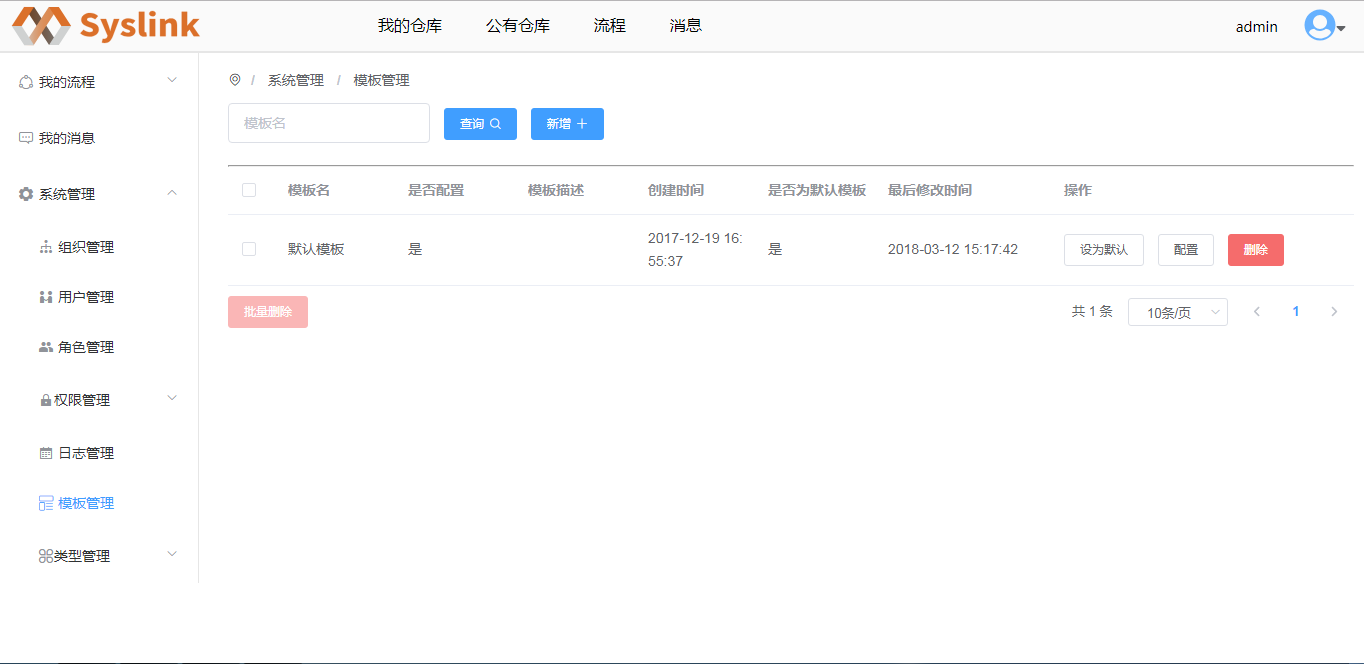 Syslink
我的仓库
公有仓库
流程
消息
admin
我的流程
我的消息
系统管理
组织管理
用户管理
角色管理
权限管理
日志管理
模板管理
类型管理
/ 系统管理 / 模板管理
模板名
查询
新增
模板名 是否配置 模板描述 创建时间 是否为默认模板 最后修改时间 操作
默认模板 是 2017-12-19 16:55:37 是 2018-03-12 15:17:42 设为默认 配置 删除
批量删除
共 1 条 10条/页 1